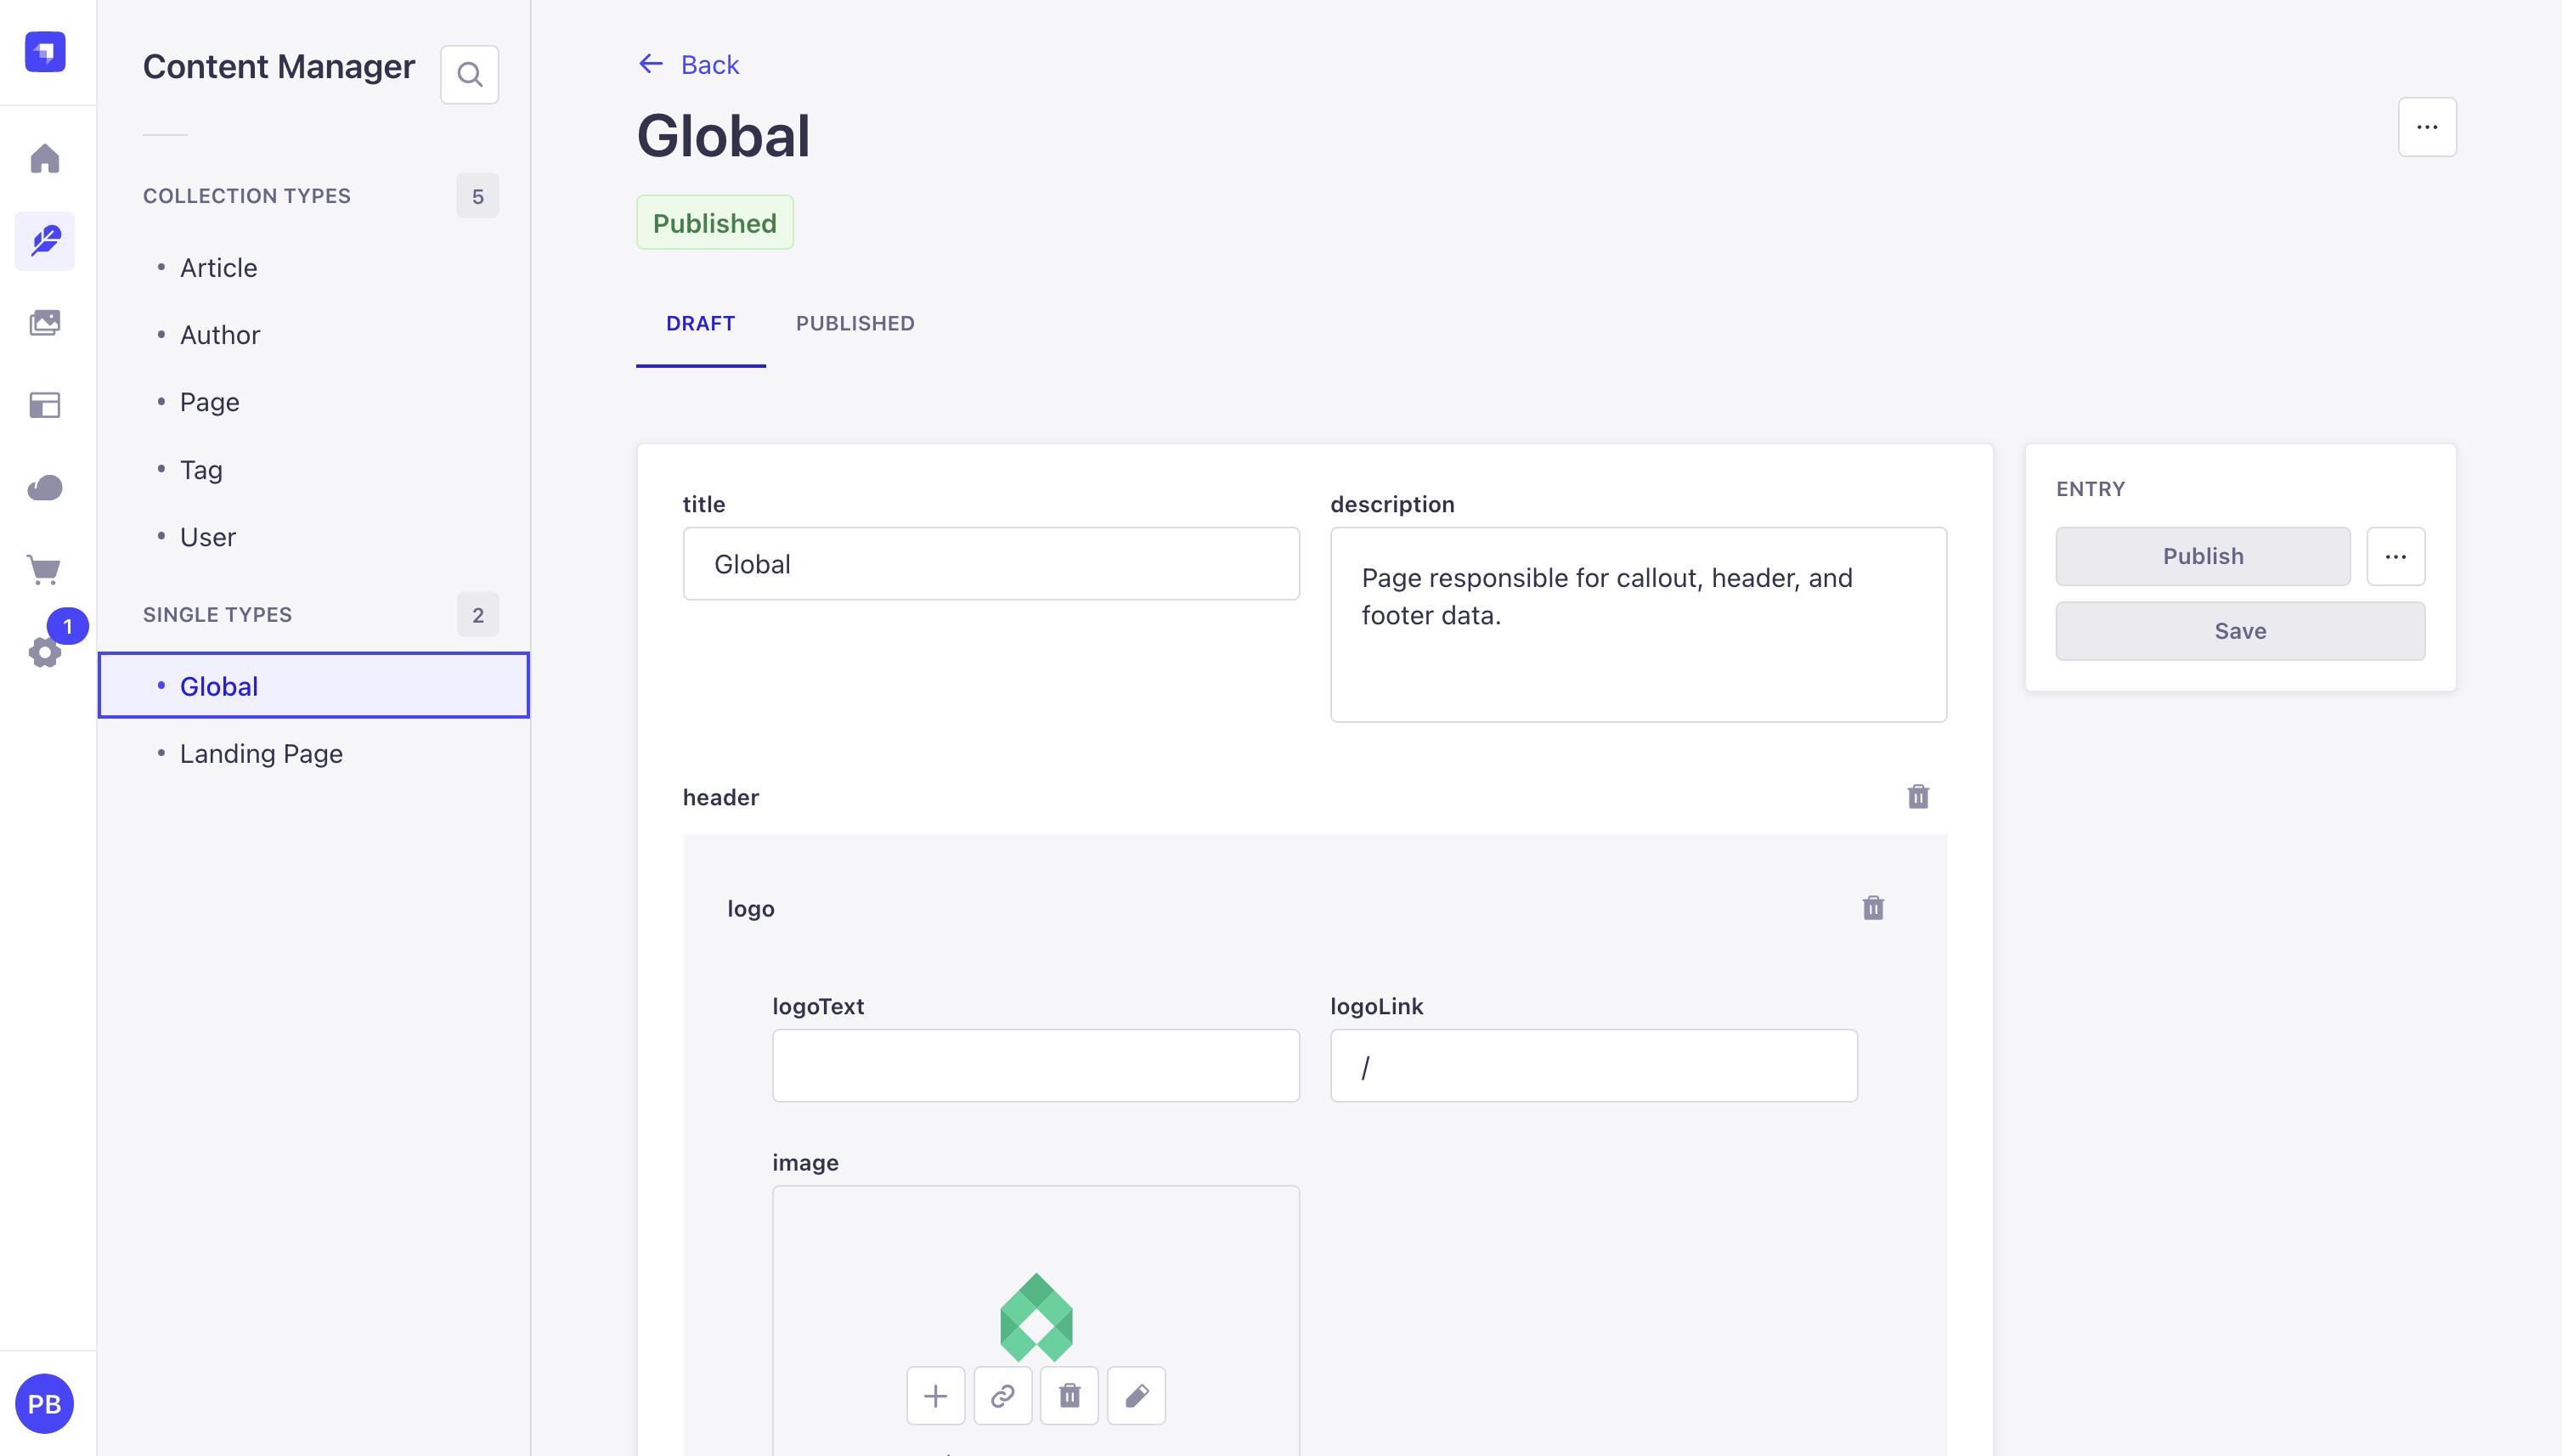 Content Manager
COLLECTION TYPES
5
Article
Author
Page
Tag
User
SINGLE TYPES
2
1
Global
Landing Page
PB
Back
Global
Published
DRAFT
PUBLISHED
title
Global
description
Page responsible for callout, header, and
footer data.
header
logo
logoText
logoLink
/
image
ENTRY
Publish
Save